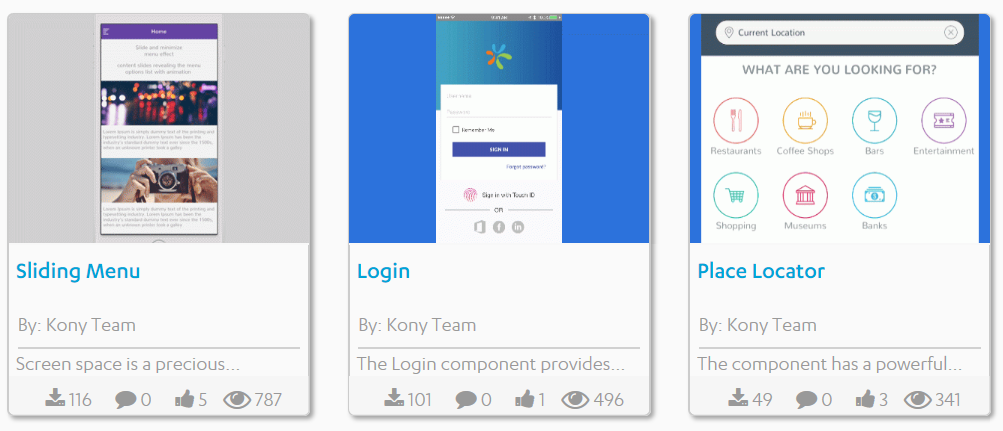 Home
Slide and minimize
menu effect
content slides revealing the menu
options list with animation
Lorem Ipsum is simply dummy text of the printing and
typesetting industry. Lorem Ipsum has been the
industry's standard dummy text ever since the 1500s,
when an unknown printer took a galley
Lorem Ipsum is simply dummy text of the printing and
typesetting industry. Lorem Ipsum has been the
industry's standard dummy text ever since the 1500s,
when an unknown printer took a galley
Sliding Menu
By: Kony Team
Screen space is a precious...
116 0 5 787
Username
Password
Remember Me
SIGN IN
Forgot password?
Sign in with Touch ID
OR
f in
Login
By: Kony Team
The Login component provides...
101 0 1 496
Current Location
WHAT ARE YOU LOOKING FOR?
Restaurants Coffee Shops Bars Entertainment
Shopping Museums Banks
Place Locator
By: Kony Team
The component has a powerful...
49 0 3 341